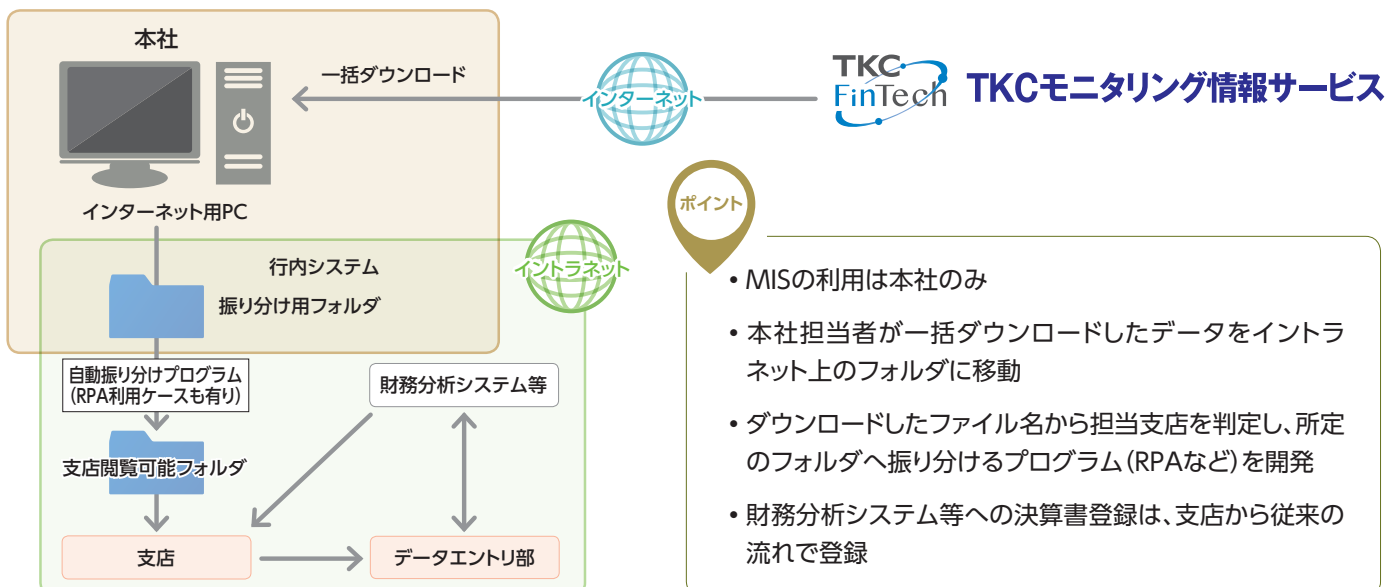 本社
一括ダウンロード
インターネット
TKC
FinTech
TKCモニタリング情報サービス
インターネット用PC
イントラネット
行内システム
振り分け用フォルダ
自動振り分けプログラム
(RPA利用ケースも有り)
財務分析システム等
支店閲覧可能フォルダ
支店
データエントリ部
ポイント
• MISの利用は本社のみ
• 本社担当者が一括ダウンロードしたデータをイントラ
ネット上のフォルダに移動
• ダウンロードしたファイル名から担当支店を判定し、所定
のフォルダへ振り分けるプログラム(RPAなど)を開発
• 財務分析システム等への決算書登録は、支店から従来の
流れで登録